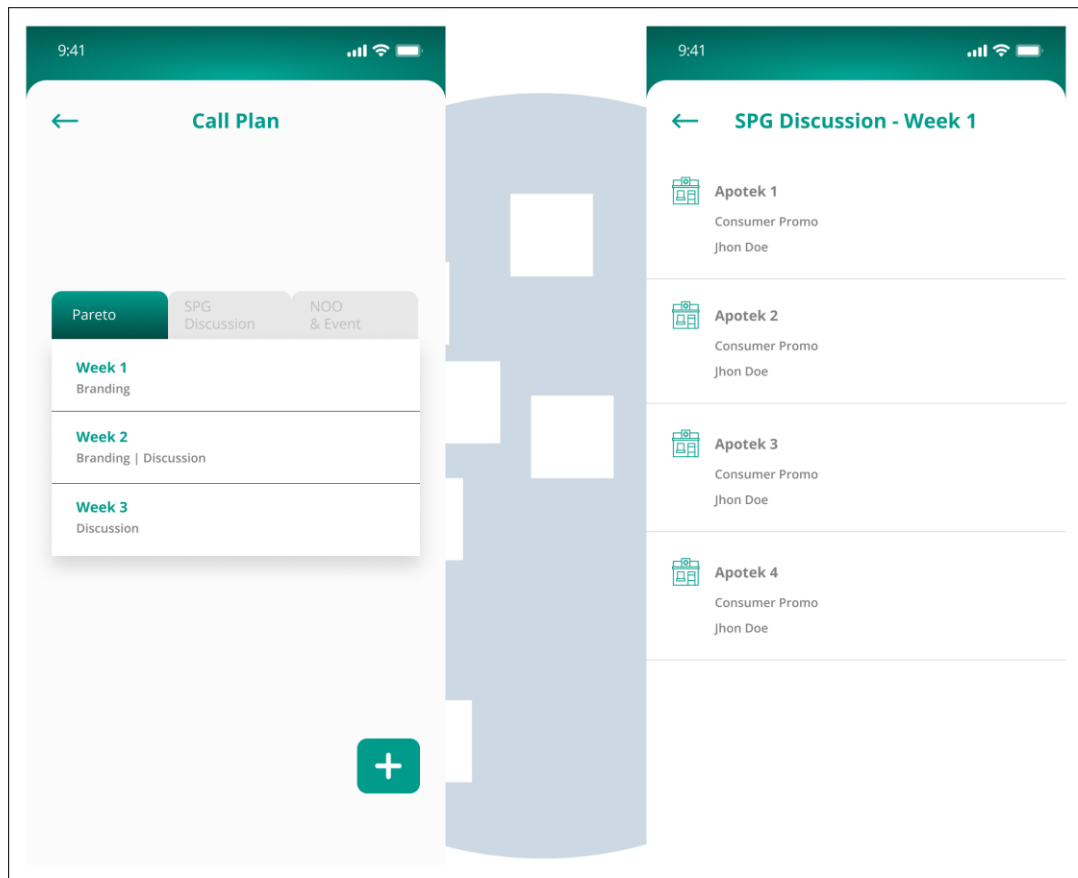 9:41
Call Plan
Pareto
SPG
Discussion
NOO
& Event
Week 1
Branding
Week 2
Branding | Discussion
Week 3
Discussion
9:41
SPG Discussion - Week 1
Apotek 1
Consumer Promo
Jhon Doe
Apotek 2
Consumer Promo
Jhon Doe
Apotek 3
Consumer Promo
Jhon Doe
Apotek 4
Consumer Promo
Jhon Doe